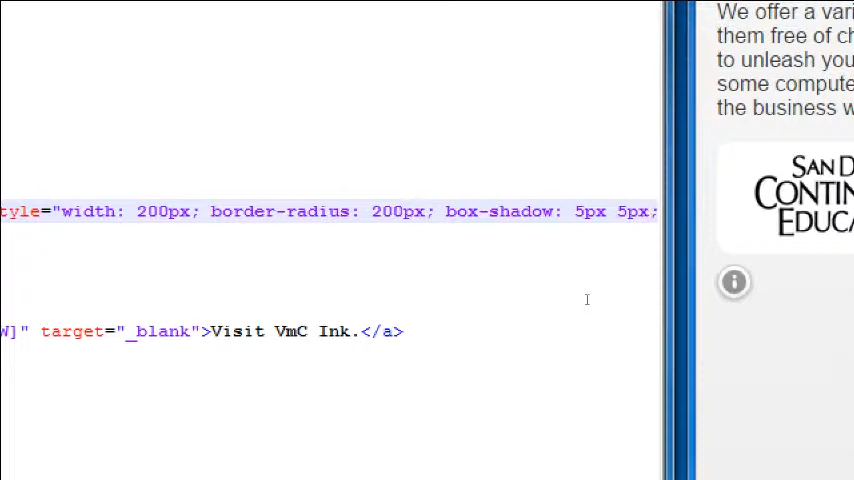 tyle="width: 200px; border-radius: 200px; box-shadow: 5px 5px;
W]" target="_blank">Visit VmC Ink.</a>
We offer a vari
them free of ch
to unleash you
some compute
the business w
SAN D
CONTIN
EDUCA